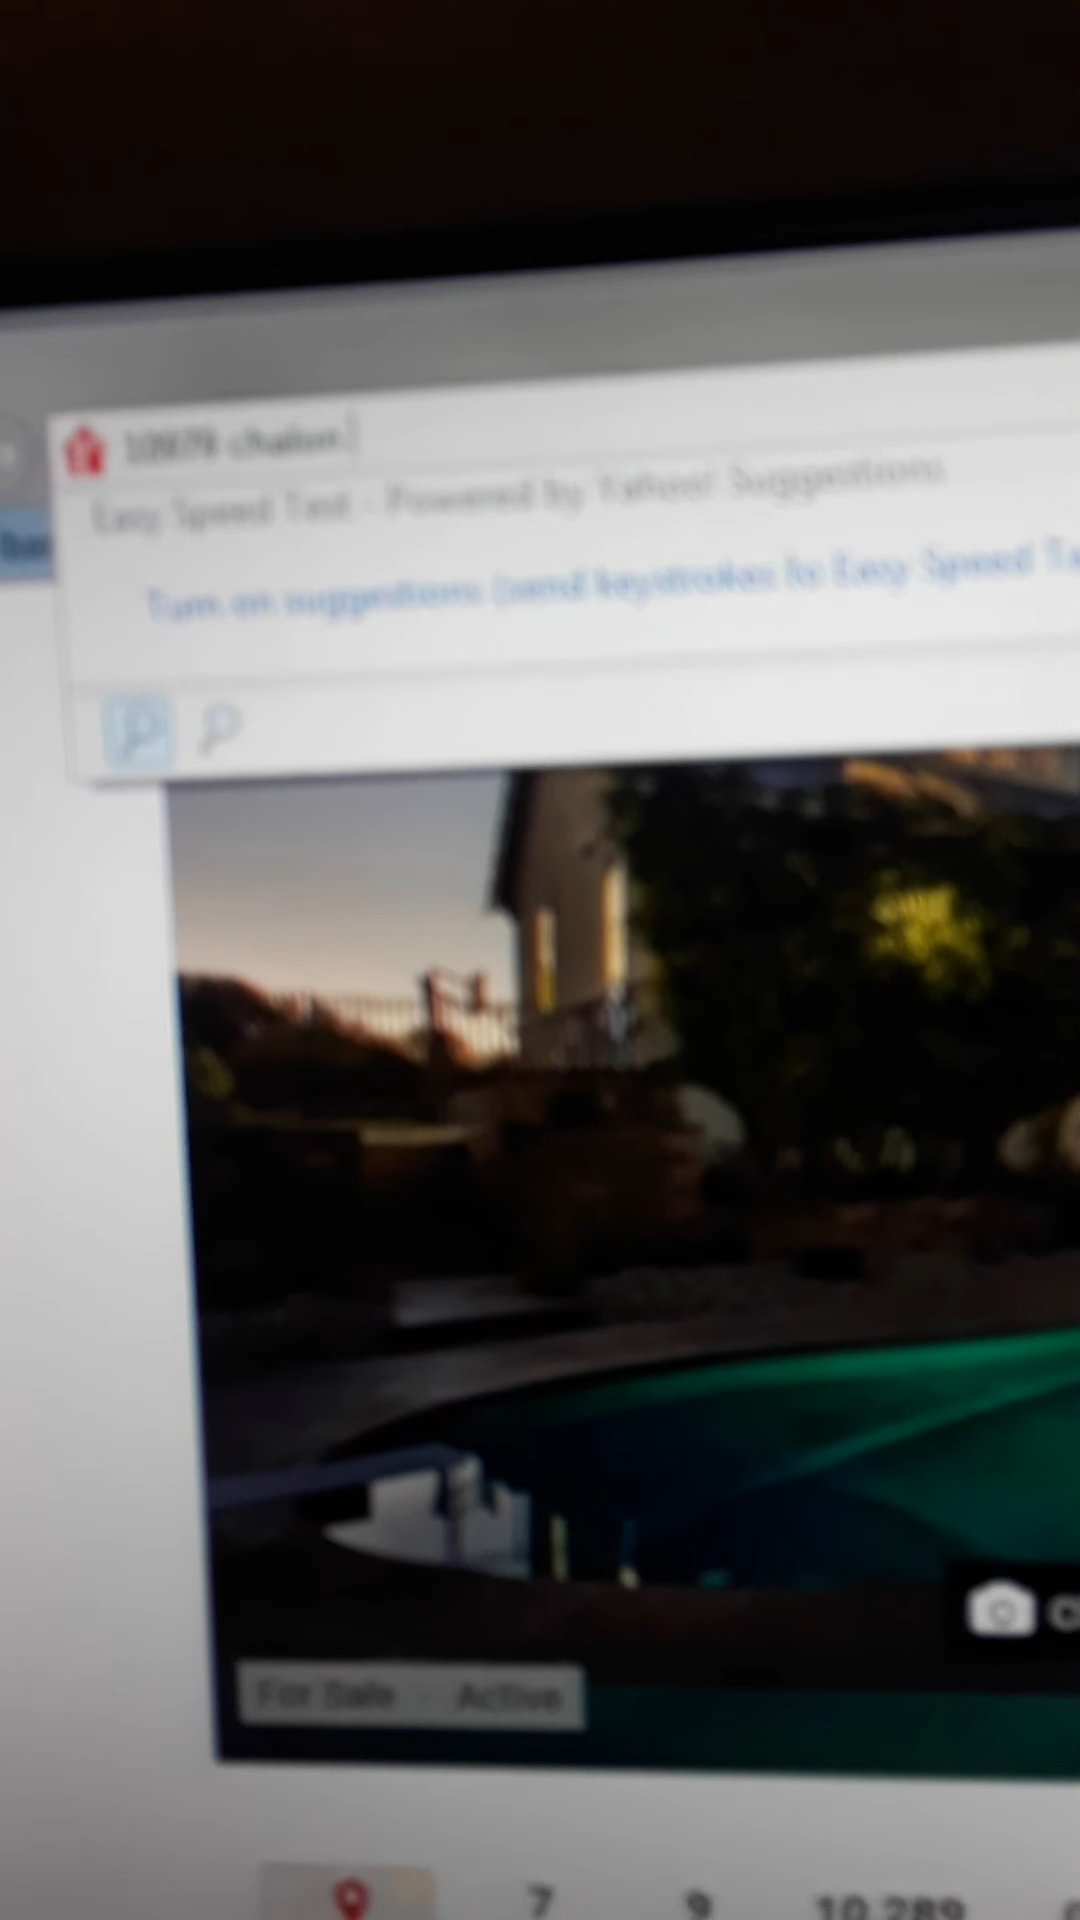 10979 chalon
Easy Speed Test - Powered by Yahoo! Suggestions
Turn on suggestions (send keystrokes to Easy Speed Te
For Sale - Active
7 9 10,289